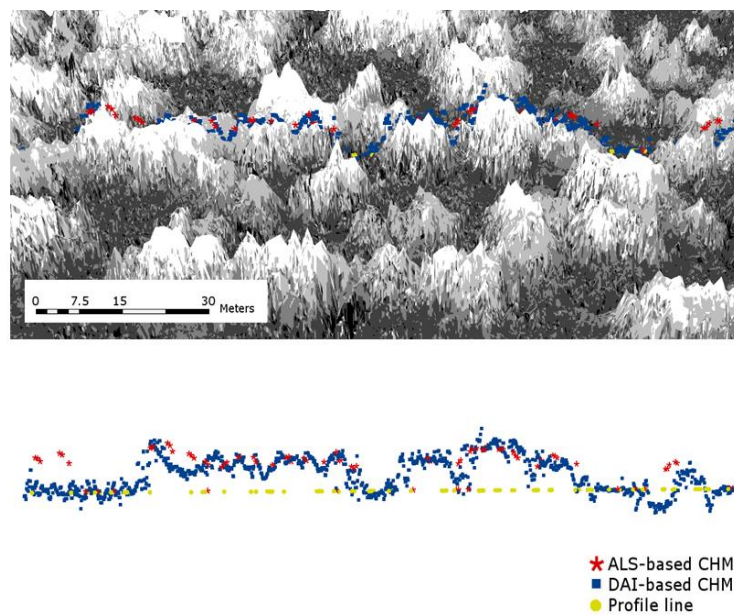 0 7.5 15 30 Meters
ALS-based CHM
DAI-based CHM
Profile line